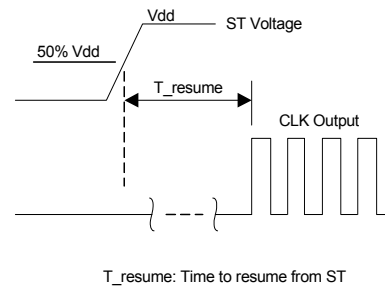 Vdd
ST Voltage
50% Vdd
T_resume
CLK Output
T_resume: Time to resume from ST